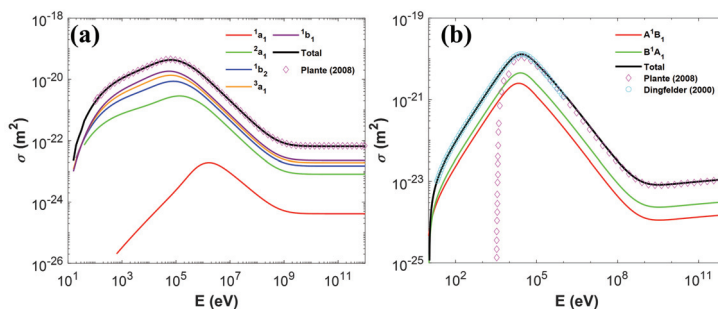 (a)
10^-18
10^-20
10^-22
10^-24
10^-26
σ (m²)
¹a₁
²a₁
¹b₂
³a₁
¹b₁
Total
Plante (2008)
10^1
10^3
10^5
10^7
10^9
10^11
E (eV)
(b)
10^-19
10^-21
10^-23
10^-25
σ (m²)
A¹B₁
B¹A₁
Total
Plante (2008)
Dingfelder (2000)
10^2
10^5
10^8
10^11
E (eV)